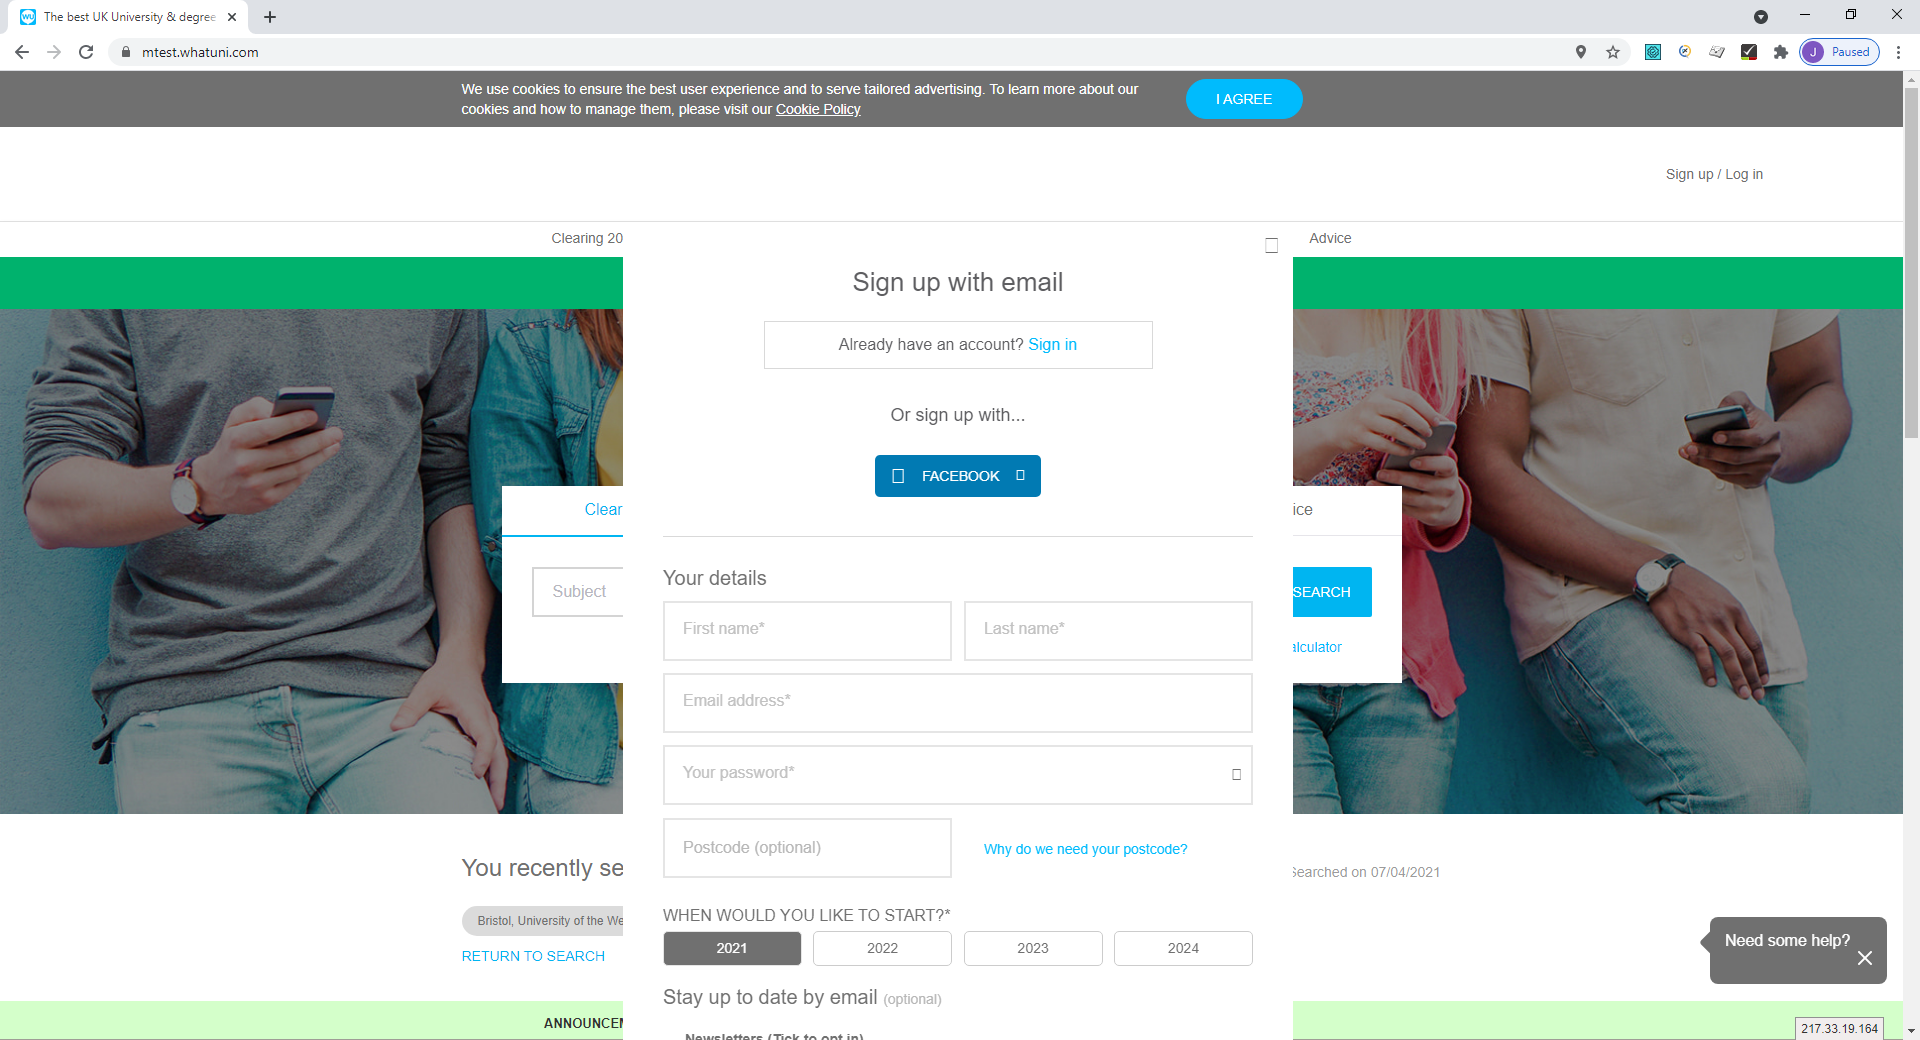 The best UK University & degree
mtest.whatuni.com
J Paused
We use cookies to ensure the best user experience and to serve tailored advertising. To learn more about our
cookies and how to manage them, please visit our Cookie Policy
I AGREE
Sign up / Log in
Clearing 20
Advice
Sign up with email
Already have an account? Sign in
Or sign up with...
FACEBOOK
Clear
ice
Subject
SEARCH
alculator
Your details
First name*
Last name*
Email address*
Your password*
Postcode (optional)
Why do we need your postcode?
You recently se
Searched on 07/04/2021
Bristol, University of the We
RETURN TO SEARCH
WHEN WOULD YOU LIKE TO START?*
2021
2022
2023
2024
Need some help?
Stay up to date by email (optional)
ANNOUNCEM
Newsletters (Tick to opt in)
217.33.19.164